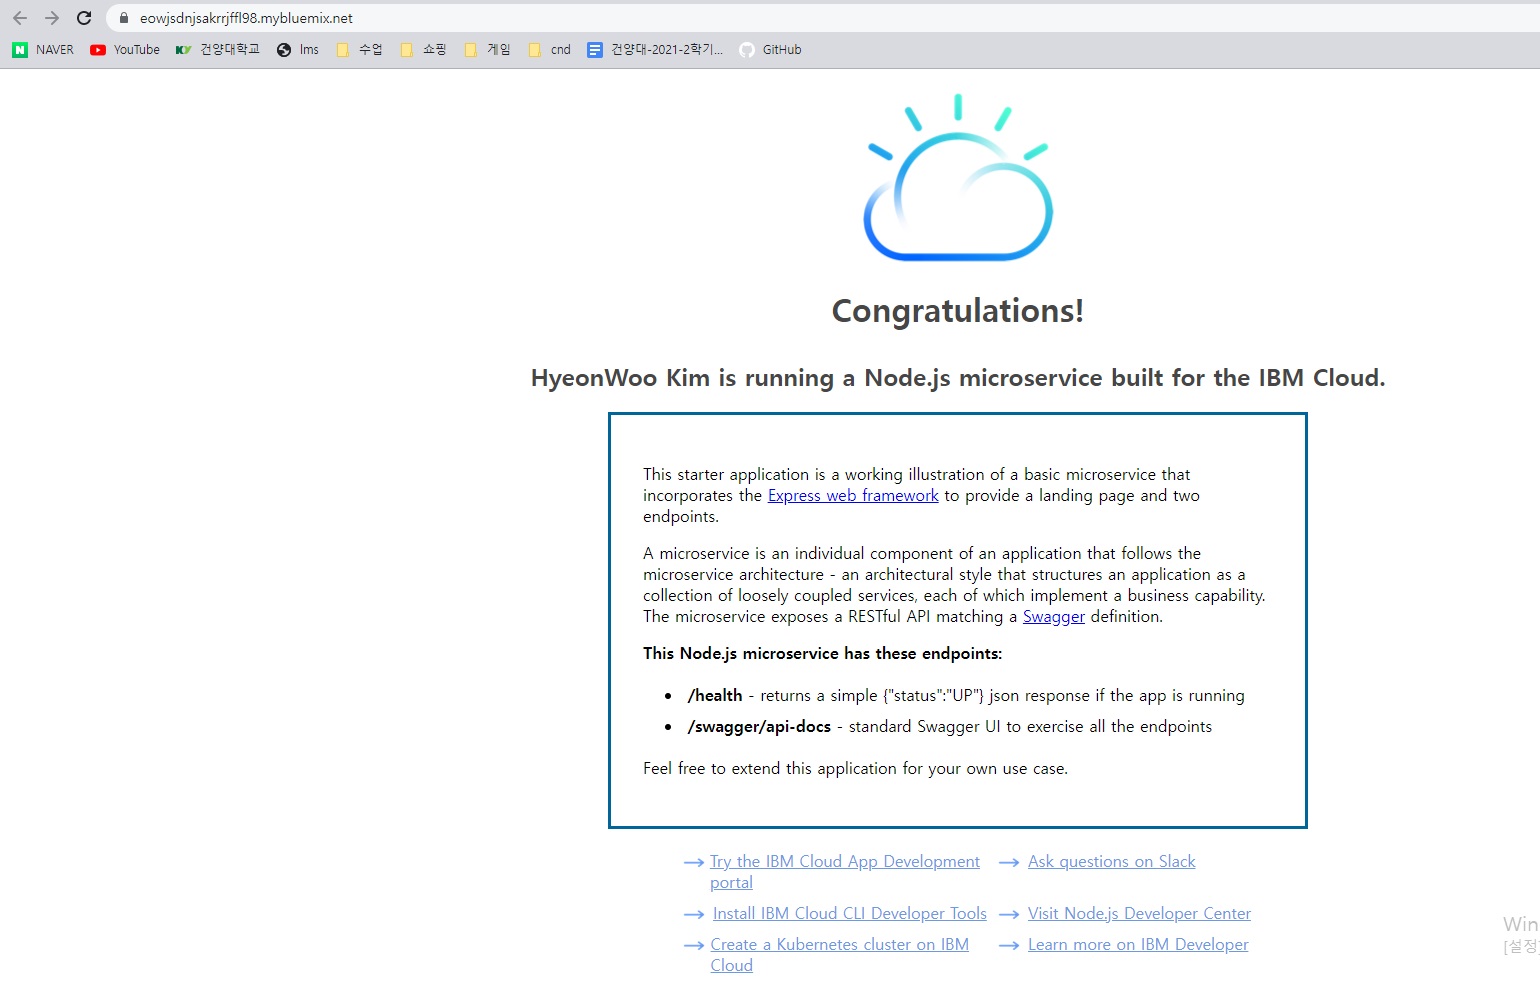 eowjsdnjsakrrjffl98.mybluemix.net
NAVER YouTube KY 건양대학교 lms 수업 쇼핑 게임 cnd 건양대-2021-2학기... GitHub
Congratulations!
HyeonWoo Kim is running a Node.js microservice built for the IBM Cloud.
This starter application is a working illustration of a basic microservice that
incorporates the Express web framework to provide a landing page and two
endpoints.
A microservice is an individual component of an application that follows the
microservice architecture - an architectural style that structures an application as a
collection of loosely coupled services, each of which implement a business capability.
The microservice exposes a RESTful API matching a Swagger definition.
This Node.js microservice has these endpoints:
• /health - returns a simple {"status":"UP"} json response if the app is running
• /swagger/api-docs - standard Swagger UI to exercise all the endpoints
Feel free to extend this application for your own use case.
Try the IBM Cloud App Development
portal
Ask questions on Slack
Install IBM Cloud CLI Developer Tools
Visit Node.js Developer Center
Create a Kubernetes cluster on IBM
Cloud
Learn more on IBM Developer
Win
[설정]